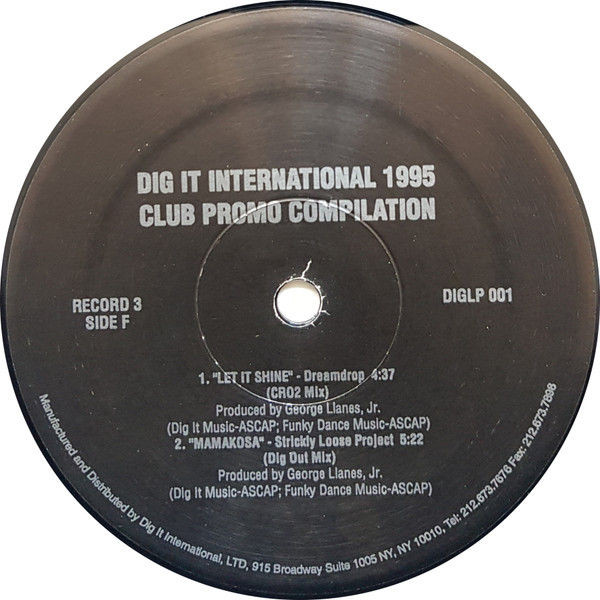 DIG IT INTERNATIONAL 1995
CLUB PROMO COMPILATION
RECORD 3
SIDE F
DIGLP 001
1. "LET IT SHINE" - Dreamdrop 4:37
(CRO2 Mix)
Produced by George Llanes, Jr.
(Dig It Music-ASCAP; Funky Dance Music-ASCAP)
2. "MAMAKOSA" - Strickly Loose Project 5:22
(Dig Out Mix)
Produced by George Llanes, Jr.
(Dig It Music-ASCAP; Funky Dance Music-ASCAP)
Manufactured and Distributed by Dig It International, LTD, 915 Broadway Suite 1005 NY, NY 10010, Tel: 212.673.7676 Fax: 212.673.7898